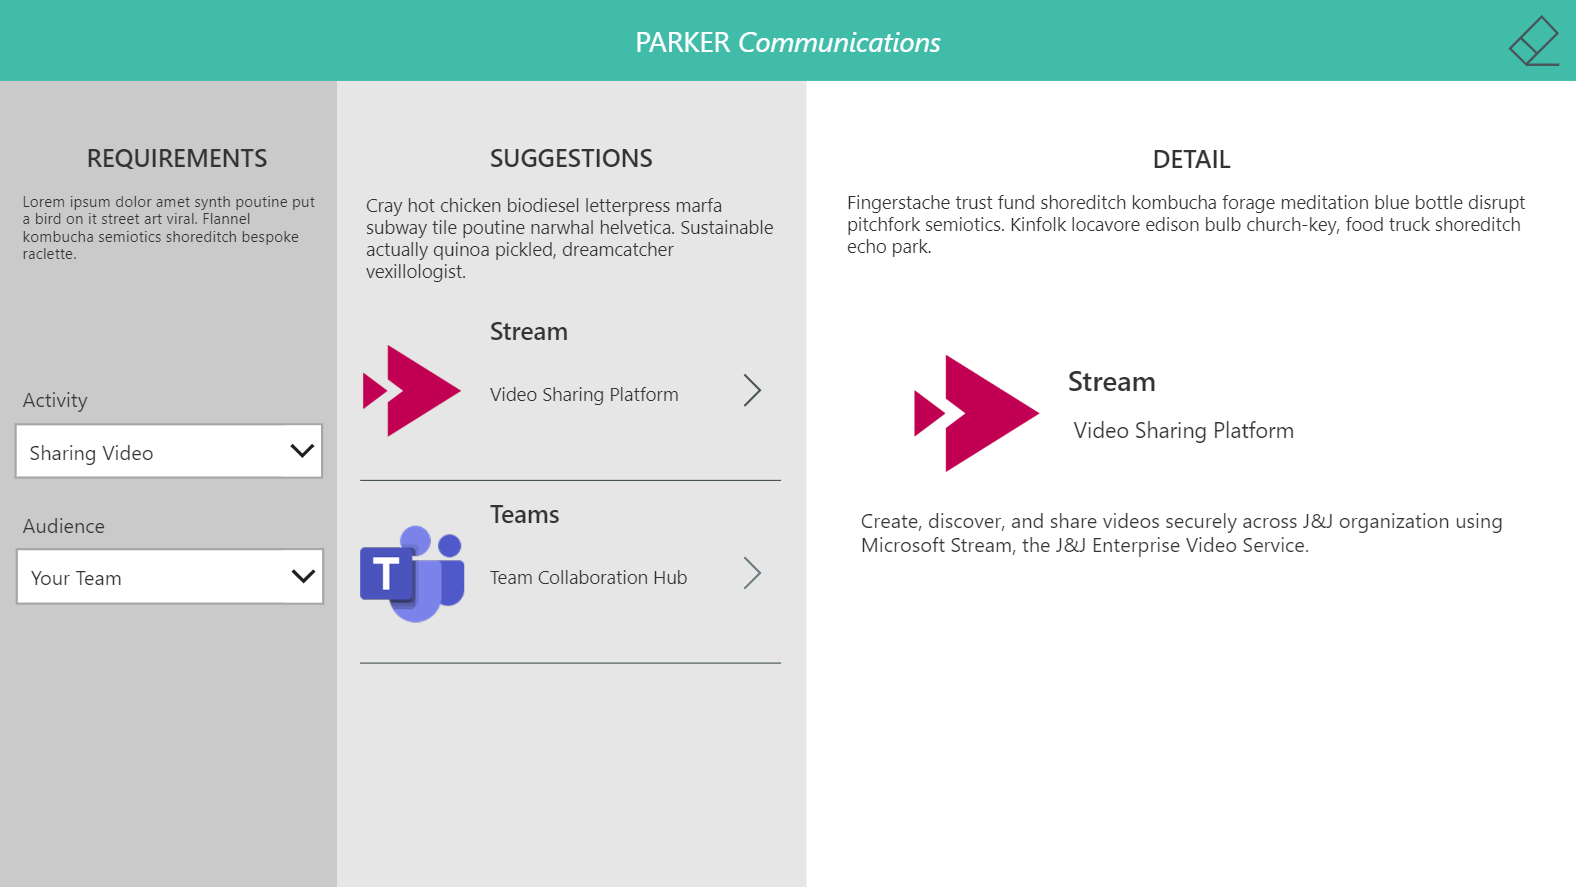 PARKER Communications
REQUIREMENTS
Lorem ipsum dolor amet synth poutine put
a bird on it street art viral. Flannel
kombucha semiotics shoreditch bespoke
raclette.
Activity
Sharing Video
Audience
Your Team
SUGGESTIONS
Cray hot chicken biodiesel letterpress marfa
subway tile poutine narwhal helvetica. Sustainable
actually quinoa pickled, dreamcatcher
vexillologist.
Stream
Video Sharing Platform
Teams
T
Team Collaboration Hub
DETAIL
Fingerstache trust fund shoreditch kombucha forage meditation blue bottle disrupt
pitchfork semiotics. Kinfolk locavore edison bulb church-key, food truck shoreditch
echo park.
Stream
Video Sharing Platform
Create, discover, and share videos securely across J&J organization using
Microsoft Stream, the J&J Enterprise Video Service.